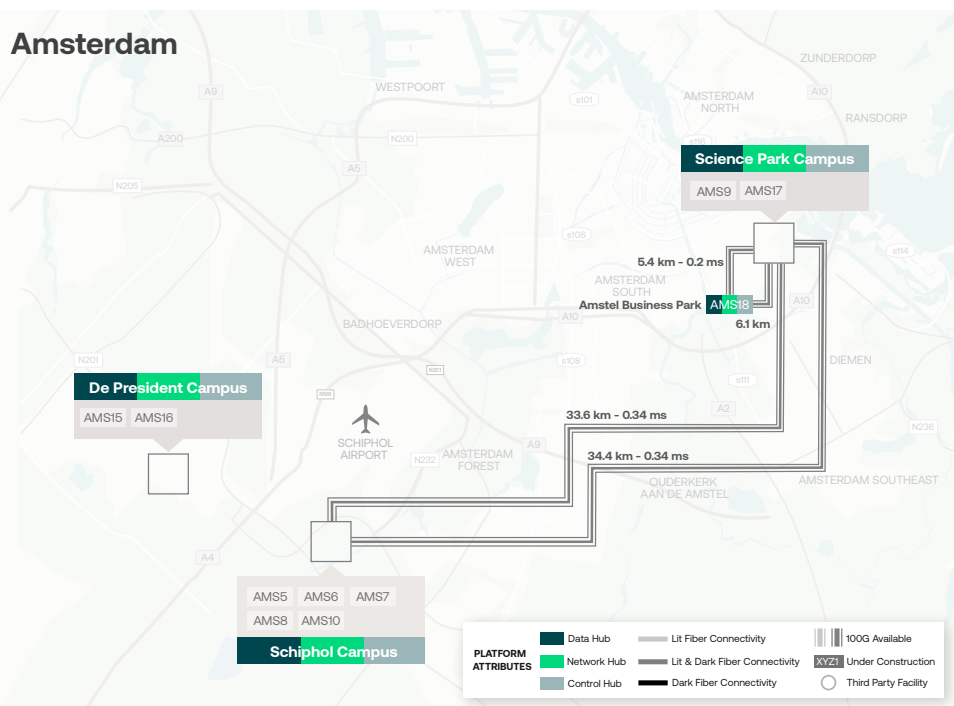 Amsterdam
ZUNDERDORP
WESTPOORT
A9
A10
s101
AMSTERDAM
NORTH
RANSDORP
A200
N200
s116
Science Park Campus
A5
N205
AMS9
AMS17
s106
s114
AMSTERDAM
WEST
5.4 km - 0.2 ms
AMSTERDAM
SOUTH
Amstel Business Park
AMS18
A10
A10
6.1 km
BADHOEVERDORP
N201
A5
s108
DIEMEN
De President Campus
s111
AMS15
AMS16
A2
33.6 km - 0.34 ms
SCHIPHOL
AIRPORT
N236
A9
N232
AMSTERDAM
FOREST
34.4 km - 0.34 ms
OUDERKERK
AAN DE AMSTEL
AMSTERDAM SOUTHEAST
A4
AMS5
AMS6
AMS7
AMS8
AMS10
Schiphol Campus
PLATFORM
ATTRIBUTES
Data Hub
Network Hub
Control Hub
Lit Fiber Connectivity
Lit & Dark Fiber Connectivity
Dark Fiber Connectivity
100G Available
XYZ1 Under Construction
Third Party Facility